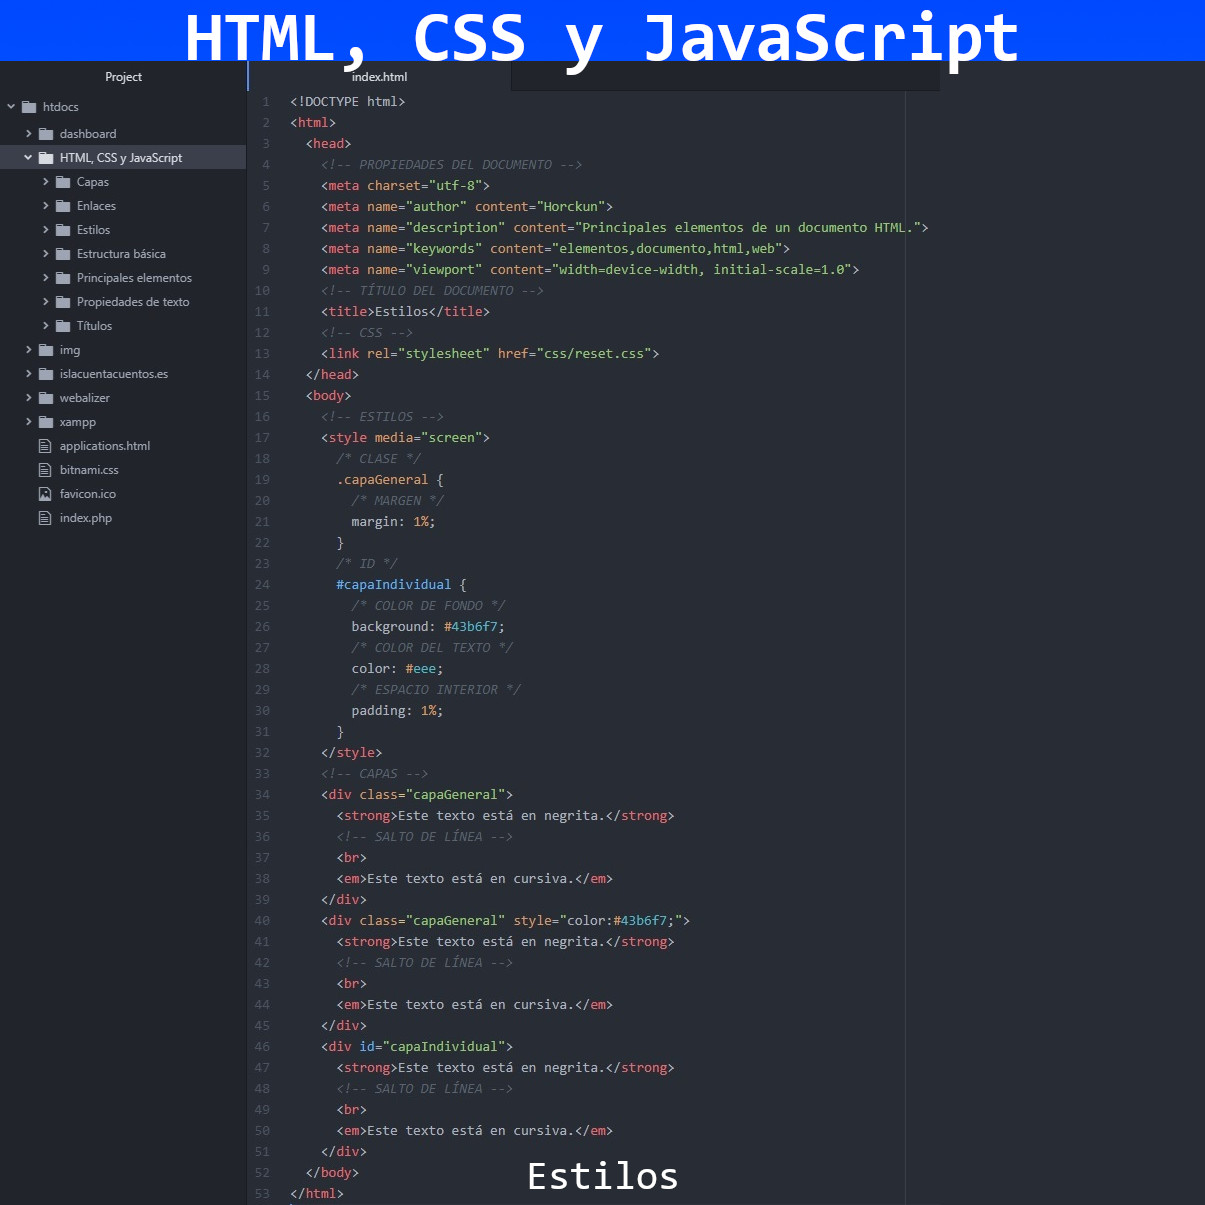 HTML, CSS y JavaScript
Project
htdocs
dashboard
HTML, CSS y JavaScript
Capas
Enlaces
Estilos
Estructura básica
Principales elementos
Propiedades de texto
Títulos
img
islacuentacuentos.es
webalizer
xampp
applications.html
bitnami.css
favicon.ico
index.php
index.html
1 <!DOCTYPE html>
2 <html>
3 <head>
4 <!-- PROPIEDADES DEL DOCUMENTO -->
5 <meta charset="utf-8">
6 <meta name="author" content="Horckun">
7 <meta name="description" content="Principales elementos de un documento HTML.">
8 <meta name="keywords" content="elementos,documento,html,web">
9 <meta name="viewport" content="width=device-width, initial-scale=1.0">
10 <!-- TÍTULO DEL DOCUMENTO -->
11 <title>Estilos</title>
12 <!-- CSS -->
13 <link rel="stylesheet" href="css/reset.css">
14 </head>
15 <body>
16 <!-- ESTILOS -->
17 <style media="screen">
18 /* CLASE */
19 .capaGeneral {
20 /* MARGEN */
21 margin: 1%;
22 }
23 /* ID */
24 #capaIndividual {
25 /* COLOR DE FONDO */
26 background: #43b6f7;
27 /* COLOR DEL TEXTO */
28 color: #eee;
29 /* ESPACIO INTERIOR */
30 padding: 1%;
31 }
32 </style>
33 <!-- CAPAS -->
34 <div class="capaGeneral">
35 <strong>Este texto está en negrita.</strong>
36 <!-- SALTO DE LÍNEA -->
37 <br>
38 <em>Este texto está en cursiva.</em>
39 </div>
40 <div class="capaGeneral" style="color:#43b6f7;">
41 <strong>Este texto está en negrita.</strong>
42 <!-- SALTO DE LÍNEA -->
43 <br>
44 <em>Este texto está en cursiva.</em>
45 </div>
46 <div id="capaIndividual">
47 <strong>Este texto está en negrita.</strong>
48 <!-- SALTO DE LÍNEA -->
49 <br>
50 <em>Este texto está en cursiva.</em>
51 </div>
52 </body>
53 </html>
Estilos